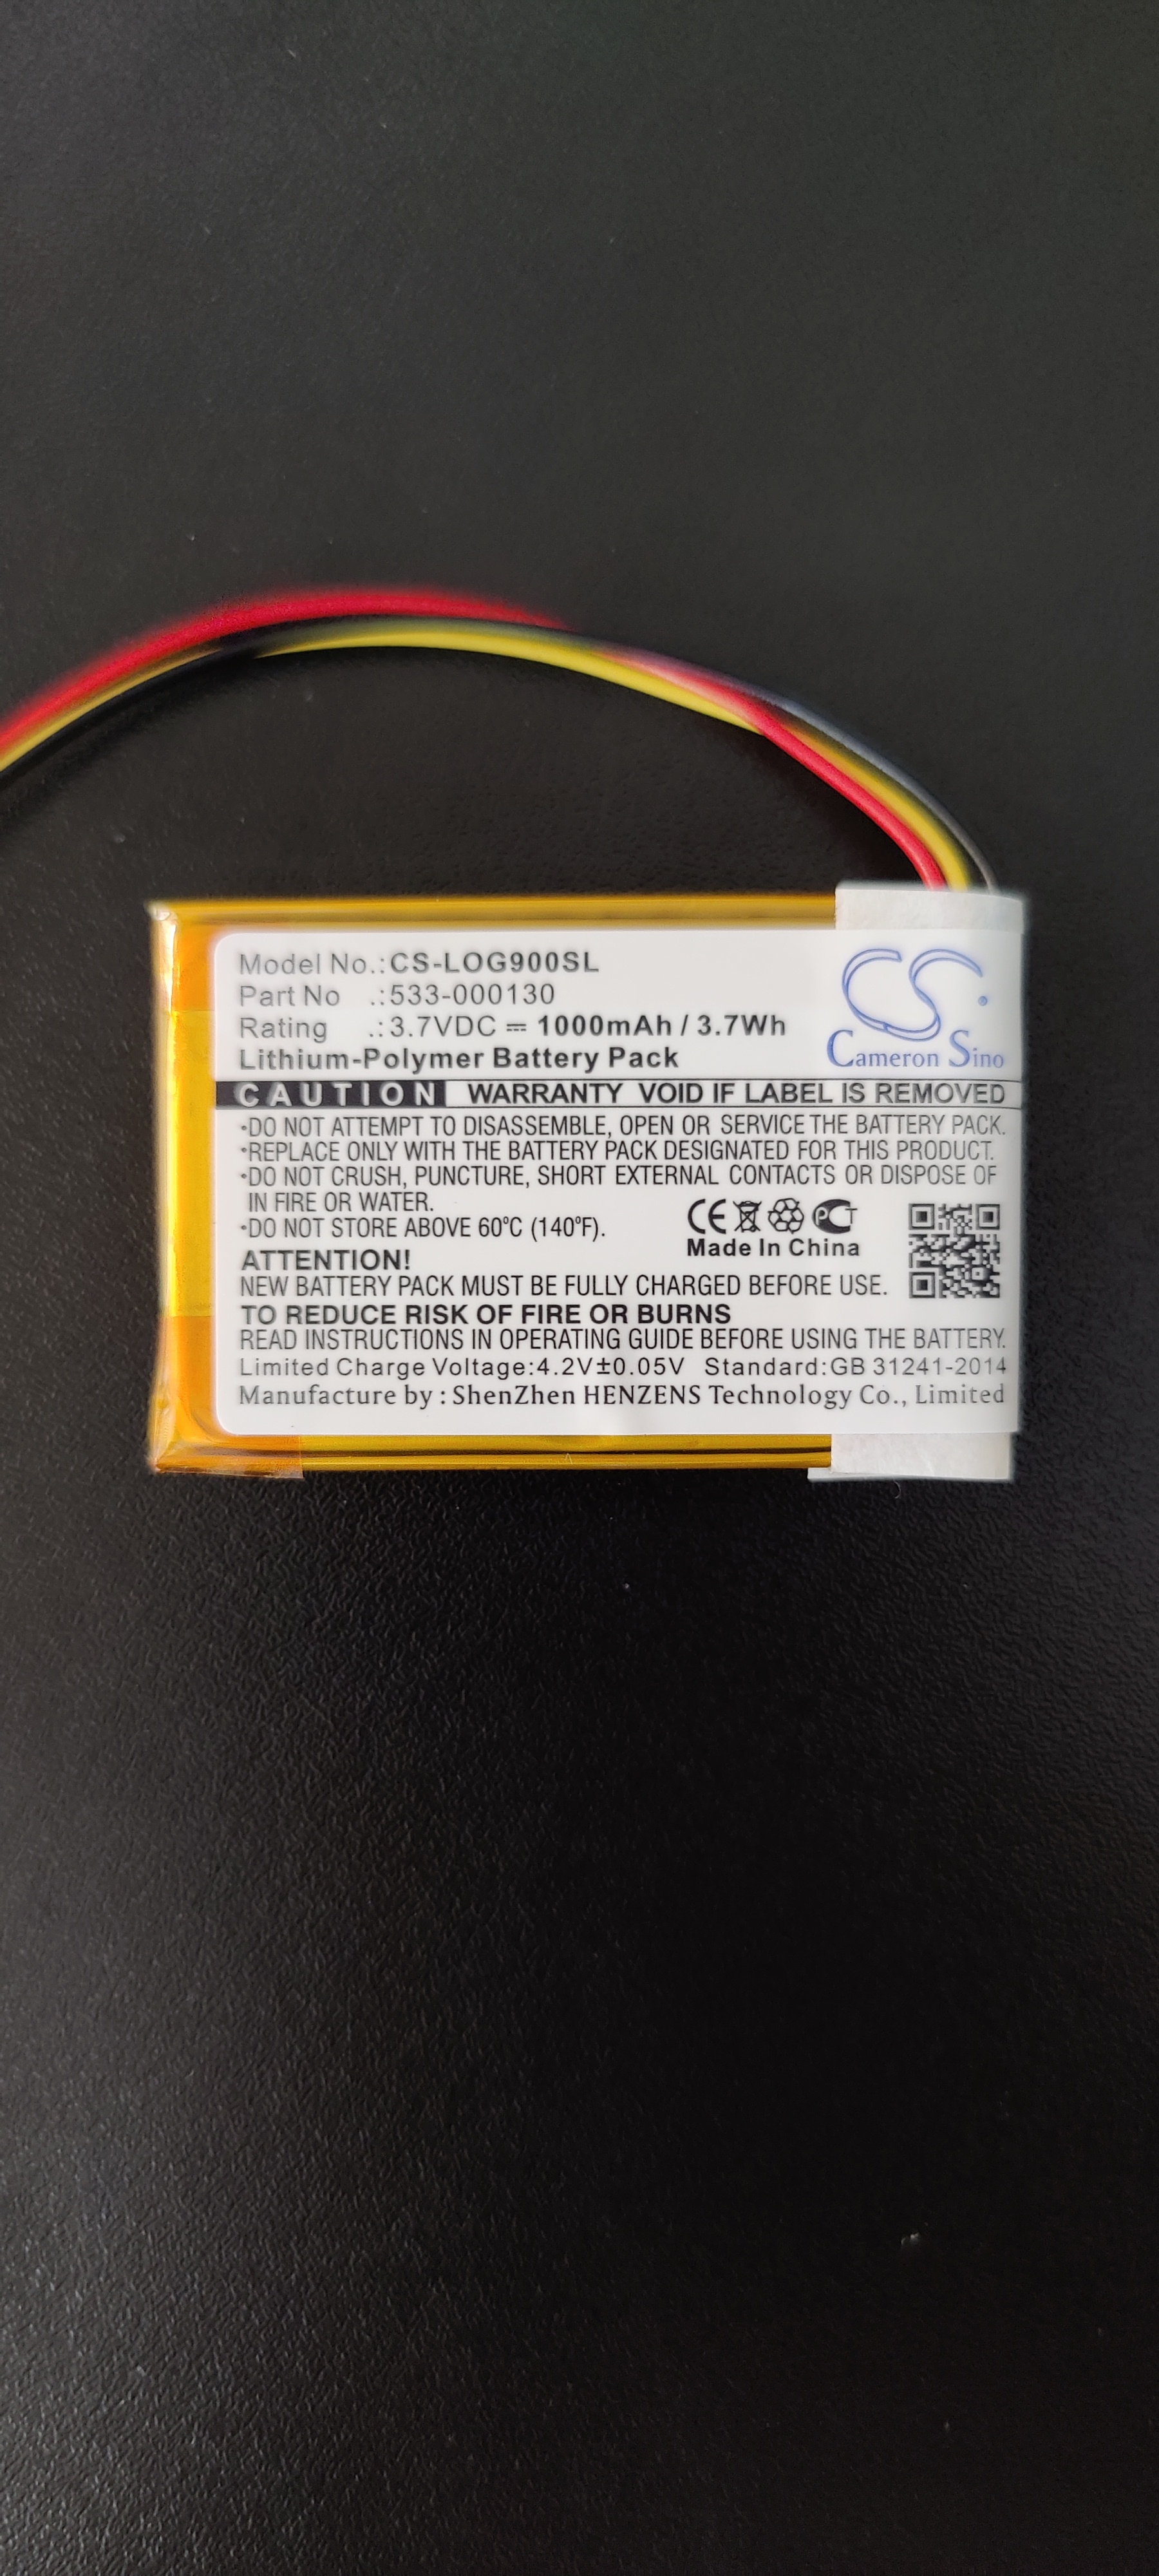 Model No.:CS-LOG900SL
Part No .:533-000130
Rating .:3.7VDC ⎓ 1000mAh / 3.7Wh
Lithium-Polymer Battery Pack
CS®
Cameron Sino
CAUTION WARRANTY VOID IF LABEL IS REMOVED
•DO NOT ATTEMPT TO DISASSEMBLE, OPEN OR SERVICE THE BATTERY PACK.
•REPLACE ONLY WITH THE BATTERY PACK DESIGNATED FOR THIS PRODUCT.
•DO NOT CRUSH, PUNCTURE, SHORT EXTERNAL CONTACTS OR DISPOSE OF
IN FIRE OR WATER.
•DO NOT STORE ABOVE 60ºC (140ºF).
CE PCT
Made In China
ATTENTION!
NEW BATTERY PACK MUST BE FULLY CHARGED BEFORE USE.
TO REDUCE RISK OF FIRE OR BURNS
READ INSTRUCTIONS IN OPERATING GUIDE BEFORE USING THE BATTERY.
Limited Charge Voltage:4.2V±0.05V Standard:GB 31241-2014
Manufacture by : ShenZhen HENZENS Technology Co., Limited